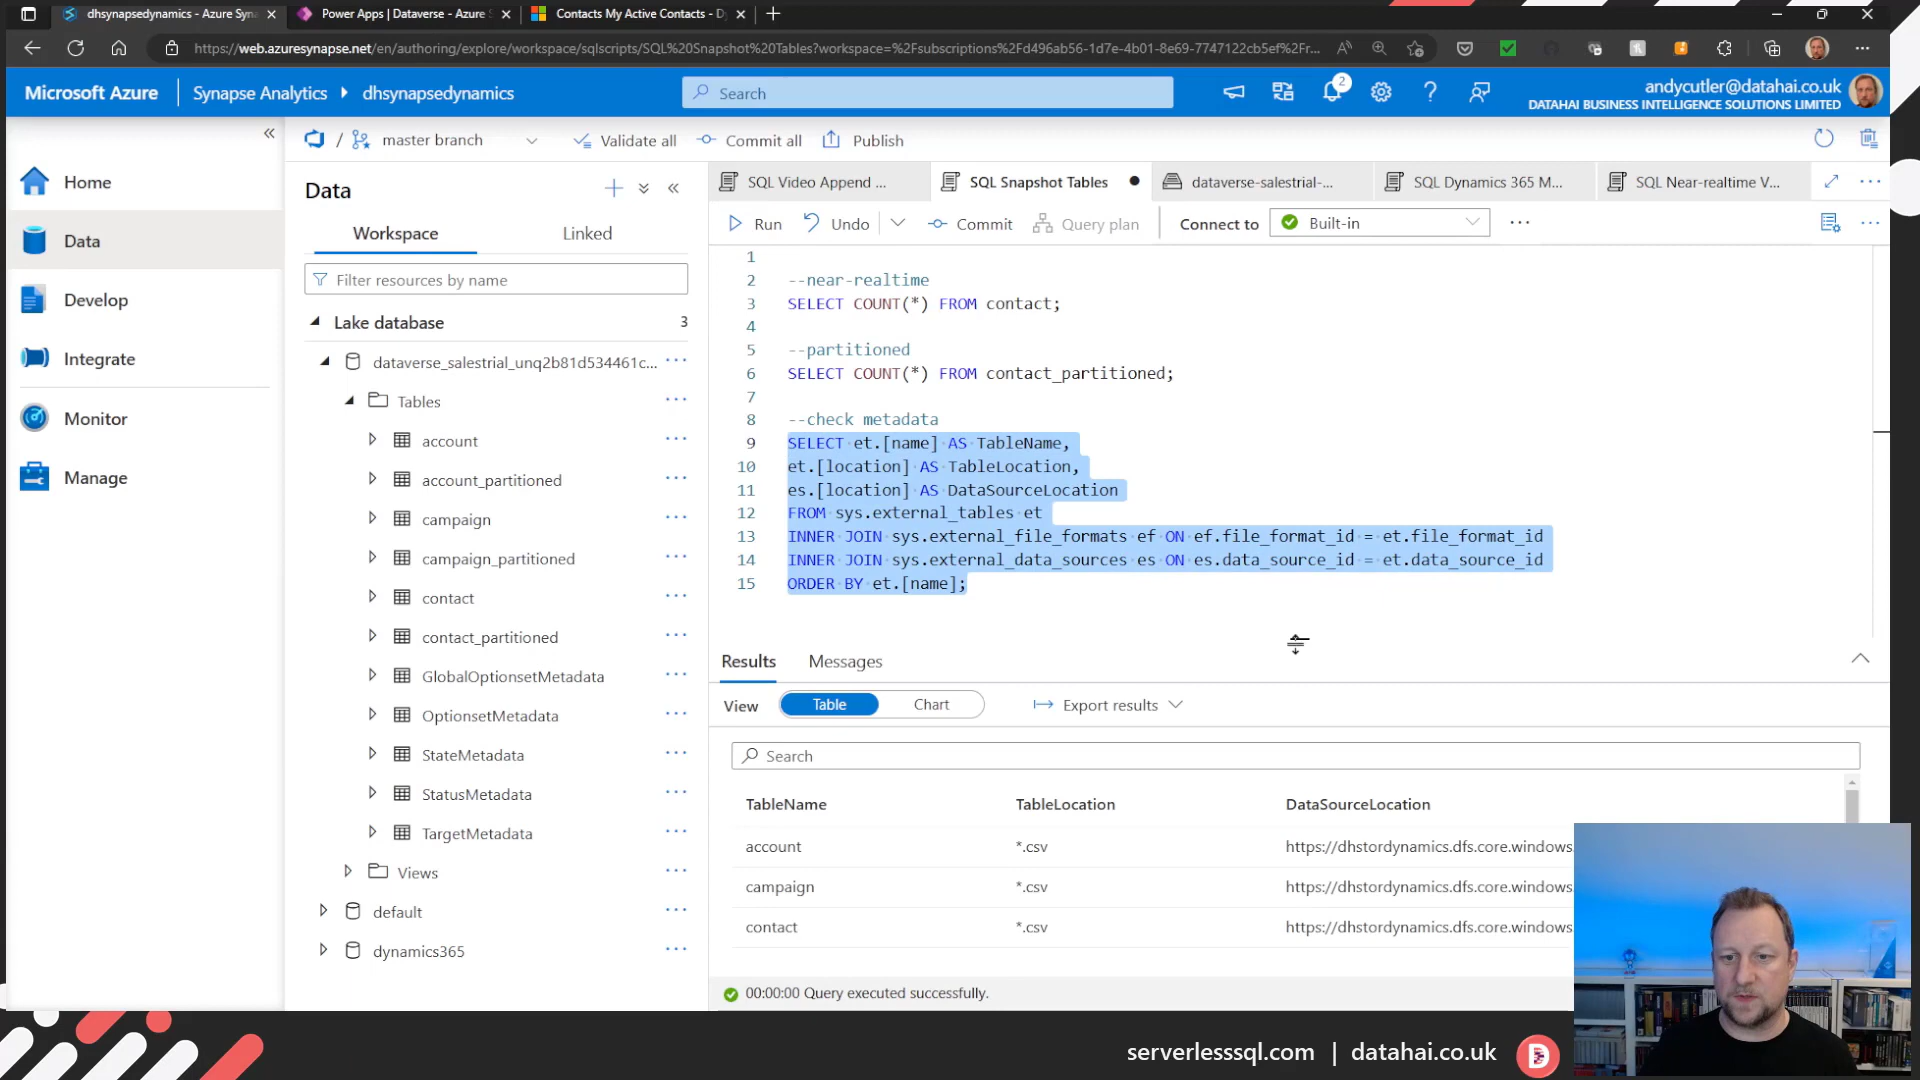 dhsynapsedynamics - Azure Syna
Power Apps | Dataverse - Azure S
Contacts My Active Contacts - Dy
https://web.azuresynapse.net/en/authoring/explore/workspace/sqlscripts/SQL%20Snapshot%20Tables?workspace=%2Fsubscriptions%2Fd496ab56-1d7e-4b01-8e69-7747122cb5ef%2Fr...
Microsoft Azure
Synapse Analytics
dhsynapsedynamics
Search
2
andycutler@datahai.co.uk
DATAHAI BUSINESS INTELLIGENCE SOLUTIONS LIMITED
Home
Data
Develop
Integrate
Monitor
Manage
/ master branch
Validate all
Commit all
Publish
Data
Workspace
Linked
Filter resources by name
Lake database 3
dataverse_salestrial_unq2b81d534461c...
Tables
account
account_partitioned
campaign
campaign_partitioned
contact
contact_partitioned
GlobalOptionsetMetadata
OptionsetMetadata
StateMetadata
StatusMetadata
TargetMetadata
Views
default
dynamics365
SQL Video Append ...
SQL Snapshot Tables
dataverse-salestrial-...
SQL Dynamics 365 M...
SQL Near-realtime V...
Run
Undo
Commit
Query plan
Connect to
Built-in
1
2 --near-realtime
3 SELECT COUNT(*) FROM contact;
4
5 --partitioned
6 SELECT COUNT(*) FROM contact_partitioned;
7
8 --check metadata
9 SELECT et.[name] AS TableName,
10 et.[location] AS TableLocation,
11 es.[location] AS DataSourceLocation
12 FROM sys.external_tables et
13 INNER JOIN sys.external_file_formats ef ON ef.file_format_id = et.file_format_id
14 INNER JOIN sys.external_data_sources es ON es.data_source_id = et.data_source_id
15 ORDER BY et.[name];
Results
Messages
View
Table
Chart
Export results
Search
TableName TableLocation DataSourceLocation
account *.csv https://dhstordynamics.dfs.core.windows.
campaign *.csv https://dhstordynamics.dfs.core.windows.
contact *.csv https://dhstordynamics.dfs.core.windows.
00:00:00 Query executed successfully.
serverlesssql.com | datahai.co.uk
D